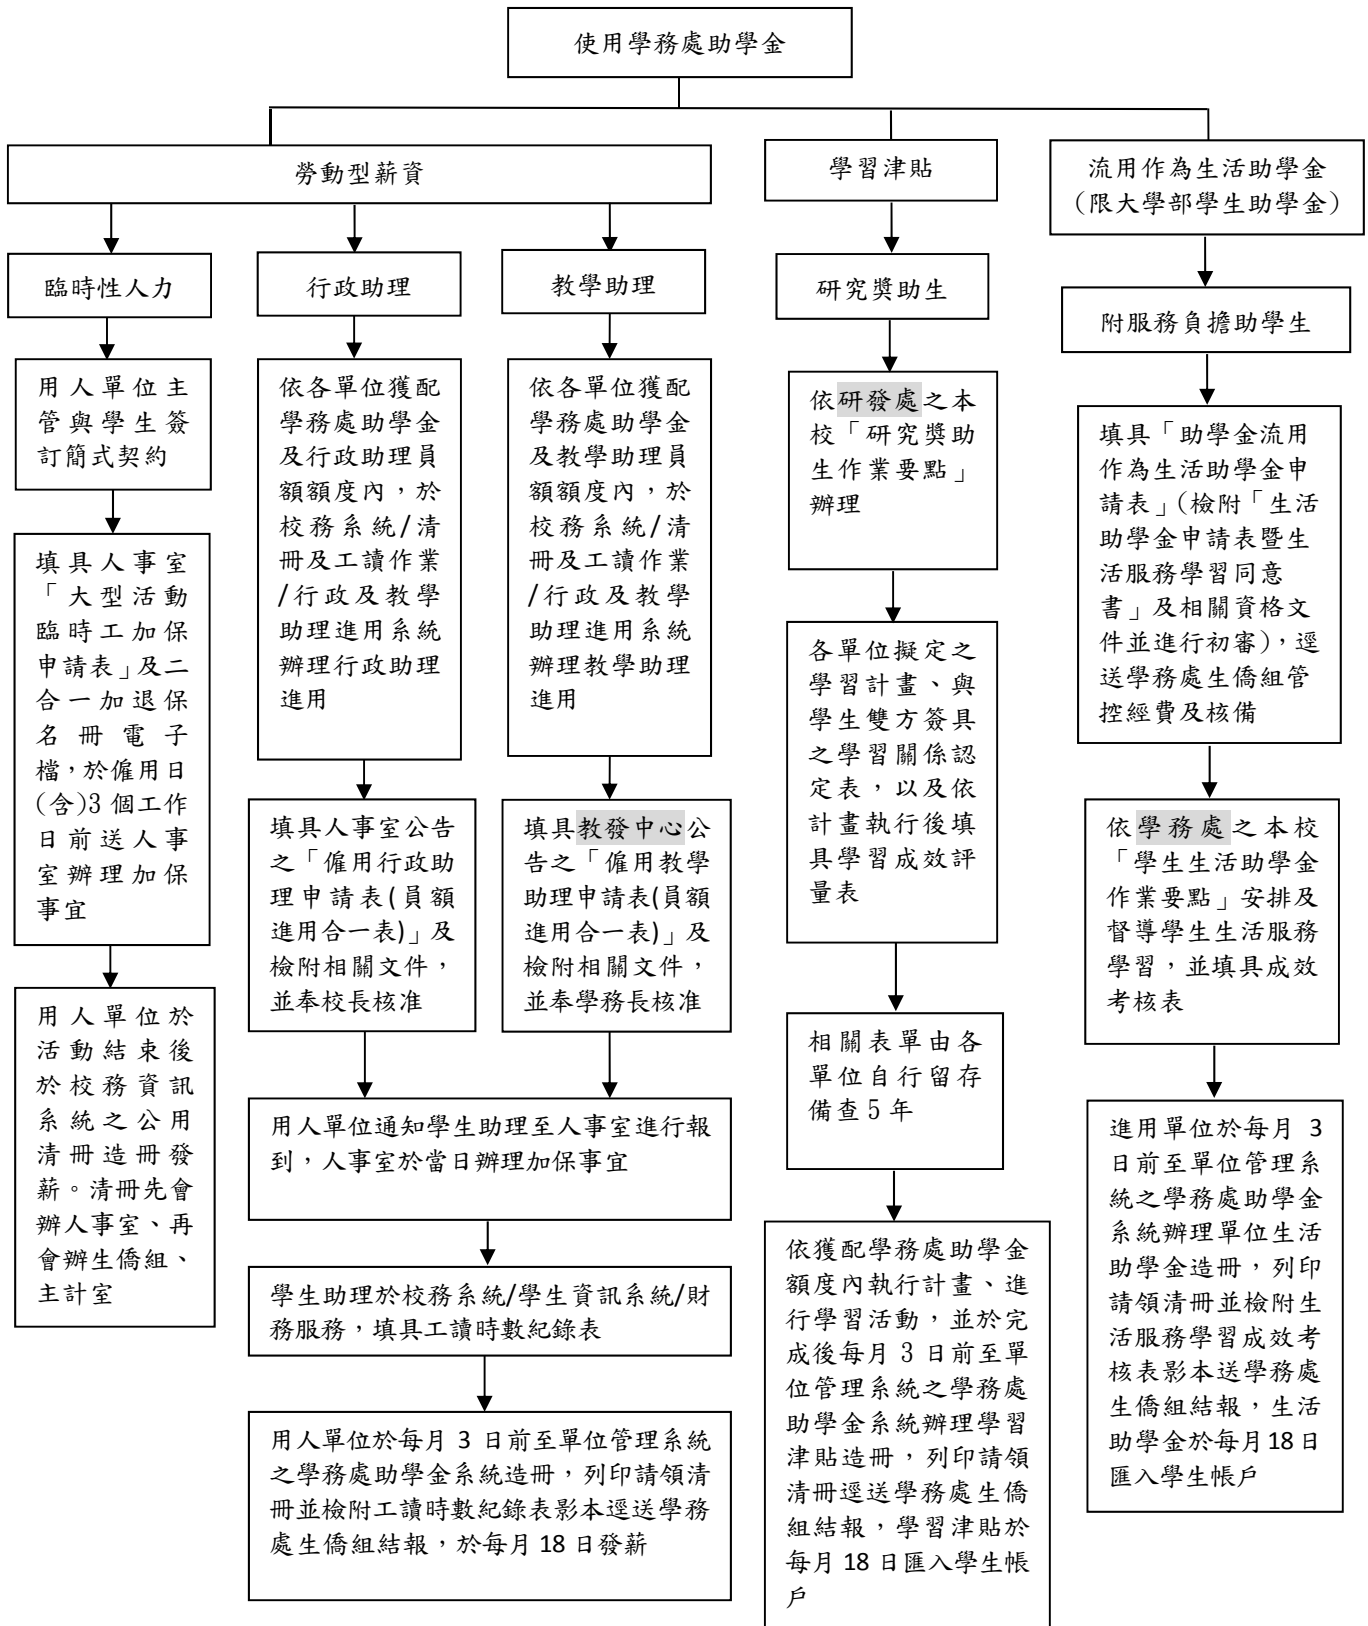 使用學務處助學金
勞動型薪資
臨時性人力
用人單位主
管與學生簽
訂簡式契約
填具人事室
「大型活動
臨時工加保
申請表」及二
合一加退保
名冊電子
檔，於僱用日
(含)3 個工作
日前送人事
室辦理加保
事宜
用人單位於
活動結束後
於校務資訊
系統之公用
清冊造冊發
薪。清冊先會
辦人事室、再
會辦生僑組、
主計室
行政助理
依各單位獲配
學務處助學金
及行政助理員
額額度內，於
校務系統/清
冊及工讀作業
/行政及教學
助理進用系統
辦理行政助理
進用
填具人事室公告
之「僱用行政助
理申請表(員額
進用合一表)」及
檢附相關文件，
並奉校長核准
教學助理
依各單位獲配
學務處助學金
及教學助理員
額額度內，於
校務系統/清
冊及工讀作業
/行政及教學
助理進用系統
辦理教學助理
進用
填具教發中心公
告之「僱用教學
助理申請表(員額
進用合一表)」及
檢附相關文件，
並奉學務長核准
用人單位通知學生助理至人事室進行報
到，人事室於當日辦理加保事宜
學生助理於校務系統/學生資訊系統/財
務服務，填具工讀時數紀錄表
用人單位於每月 3 日前至單位管理系統
之學務處助學金系統造冊，列印請領清
冊並檢附工讀時數紀錄表影本逕送學務
處生僑組結報，於每月 18 日發薪
學習津貼
研究獎助生
依研發處之本
校「研究獎助
生作業要點」
辦理
各單位擬定之
學習計畫、與
學生雙方簽具
之學習關係認
定表，以及依
計畫執行後填
具學習成效評
量表
相關表單由各
單位自行留存
備查 5 年
依獲配學務處助學金
額度內執行計畫、進
行學習活動，並於完
成後每月 3 日前至單
位管理系統之學務處
助學金系統辦理學習
津貼造冊，列印請領
清冊逕送學務處生僑
組結報，學習津貼於
每月 18 日匯入學生帳
戶
流用作為生活助學金
（限大學部學生助學金）
附服務負擔助學生
填具「助學金流用
作為生活助學金申
請表」（檢附「生活
助學金申請表暨生
活服務學習同意
書」及相關資格文
件並進行初審），逕
送學務處生僑組管
控經費及核備
依學務處之本校
「學生生活助學金
作業要點」安排及
督導學生生活服務
學習，並填具成效
考核表
進用單位於每月 3
日前至單位管理系
統之學務處助學金
系統辦理單位生活
助學金造冊，列印
請領清冊並檢附生
活服務學習成效考
核表影本送學務處
生僑組結報，生活
助學金於每月 18 日
匯入學生帳戶